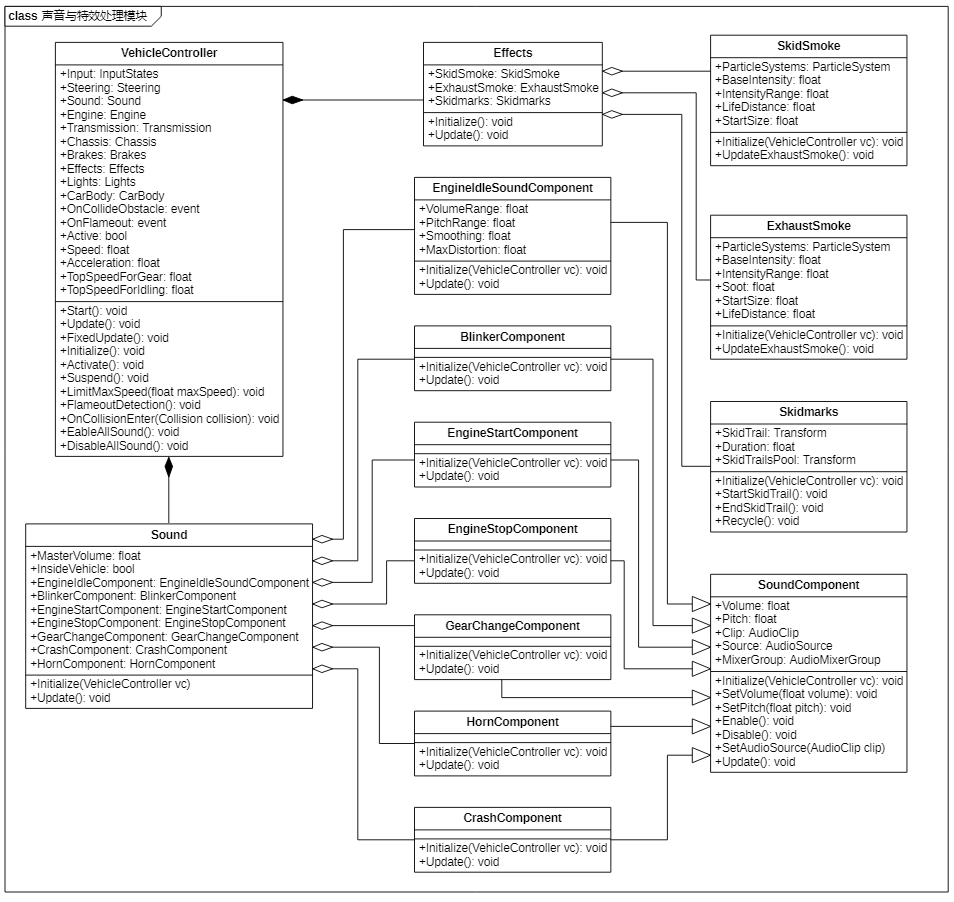 class 声音与特效处理模块
VehicleController
+Input: InputStates
+Steering: Steering
+Sound: Sound
+Engine: Engine
+Transmission: Transmission
+Chassis: Chassis
+Brakes: Brakes
+Effects: Effects
+Lights: Lights
+CarBody: CarBody
+OnCollideObstacle: event
+OnFlameout: event
+Active: bool
+Speed: float
+Acceleration: float
+TopSpeedForGear: float
+TopSpeedForIdling: float
+Start(): void
+Update(): void
+FixedUpdate(): void
+Initialize(): void
+Activate(): void
+Suspend(): void
+LimitMaxSpeed(float maxSpeed): void
+FlameoutDetection(): void
+OnCollisionEnter(Collision collision): void
+EableAllSound(): void
+DisableAllSound(): void
Sound
+MasterVolume: float
+InsideVehicle: bool
+EngineIdleComponent: EngineIdleSoundComponent
+BlinkerComponent: BlinkerComponent
+EngineStartComponent: EngineStartComponent
+EngineStopComponent: EngineStopComponent
+GearChangeComponent: GearChangeComponent
+CrashComponent: CrashComponent
+HornComponent: HornComponent
+Initialize(VehicleController vc)
+Update(): void
Effects
+SkidSmoke: SkidSmoke
+ExhaustSmoke: ExhaustSmoke
+Skidmarks: Skidmarks
+Initialize(): void
+Update(): void
EngineIdleSoundComponent
+VolumeRange: float
+PitchRange: float
+Smoothing: float
+MaxDistortion: float
+Initialize(VehicleController vc): void
+Update(): void
BlinkerComponent
+Initialize(VehicleController vc): void
+Update(): void
EngineStartComponent
+Initialize(VehicleController vc): void
+Update(): void
EngineStopComponent
+Initialize(VehicleController vc): void
+Update(): void
GearChangeComponent
+Initialize(VehicleController vc): void
+Update(): void
HornComponent
+Initialize(VehicleController vc): void
+Update(): void
CrashComponent
+Initialize(VehicleController vc): void
+Update(): void
SkidSmoke
+ParticleSystems: ParticleSystem
+BaseIntensity: float
+IntensityRange: float
+LifeDistance: float
+StartSize: float
+Initialize(VehicleController vc): void
+UpdateExhaustSmoke(): void
ExhaustSmoke
+ParticleSystems: ParticleSystem
+BaseIntensity: float
+IntensityRange: float
+Soot: float
+StartSize: float
+LifeDistance: float
+Initialize(VehicleController vc): void
+UpdateExhaustSmoke(): void
Skidmarks
+SkidTrail: Transform
+Duration: float
+SkidTrailsPool: Transform
+Initialize(VehicleController vc): void
+StartSkidTrail(): void
+EndSkidTrail(): void
+Recycle(): void
SoundComponent
+Volume: float
+Pitch: float
+Clip: AudioClip
+Source: AudioSource
+MixerGroup: AudioMixerGroup
+Initialize(VehicleController vc): void
+SetVolume(float volume): void
+SetPitch(float pitch): void
+Enable(): void
+Disable(): void
+SetAudioSource(AudioClip clip)
+Update(): void